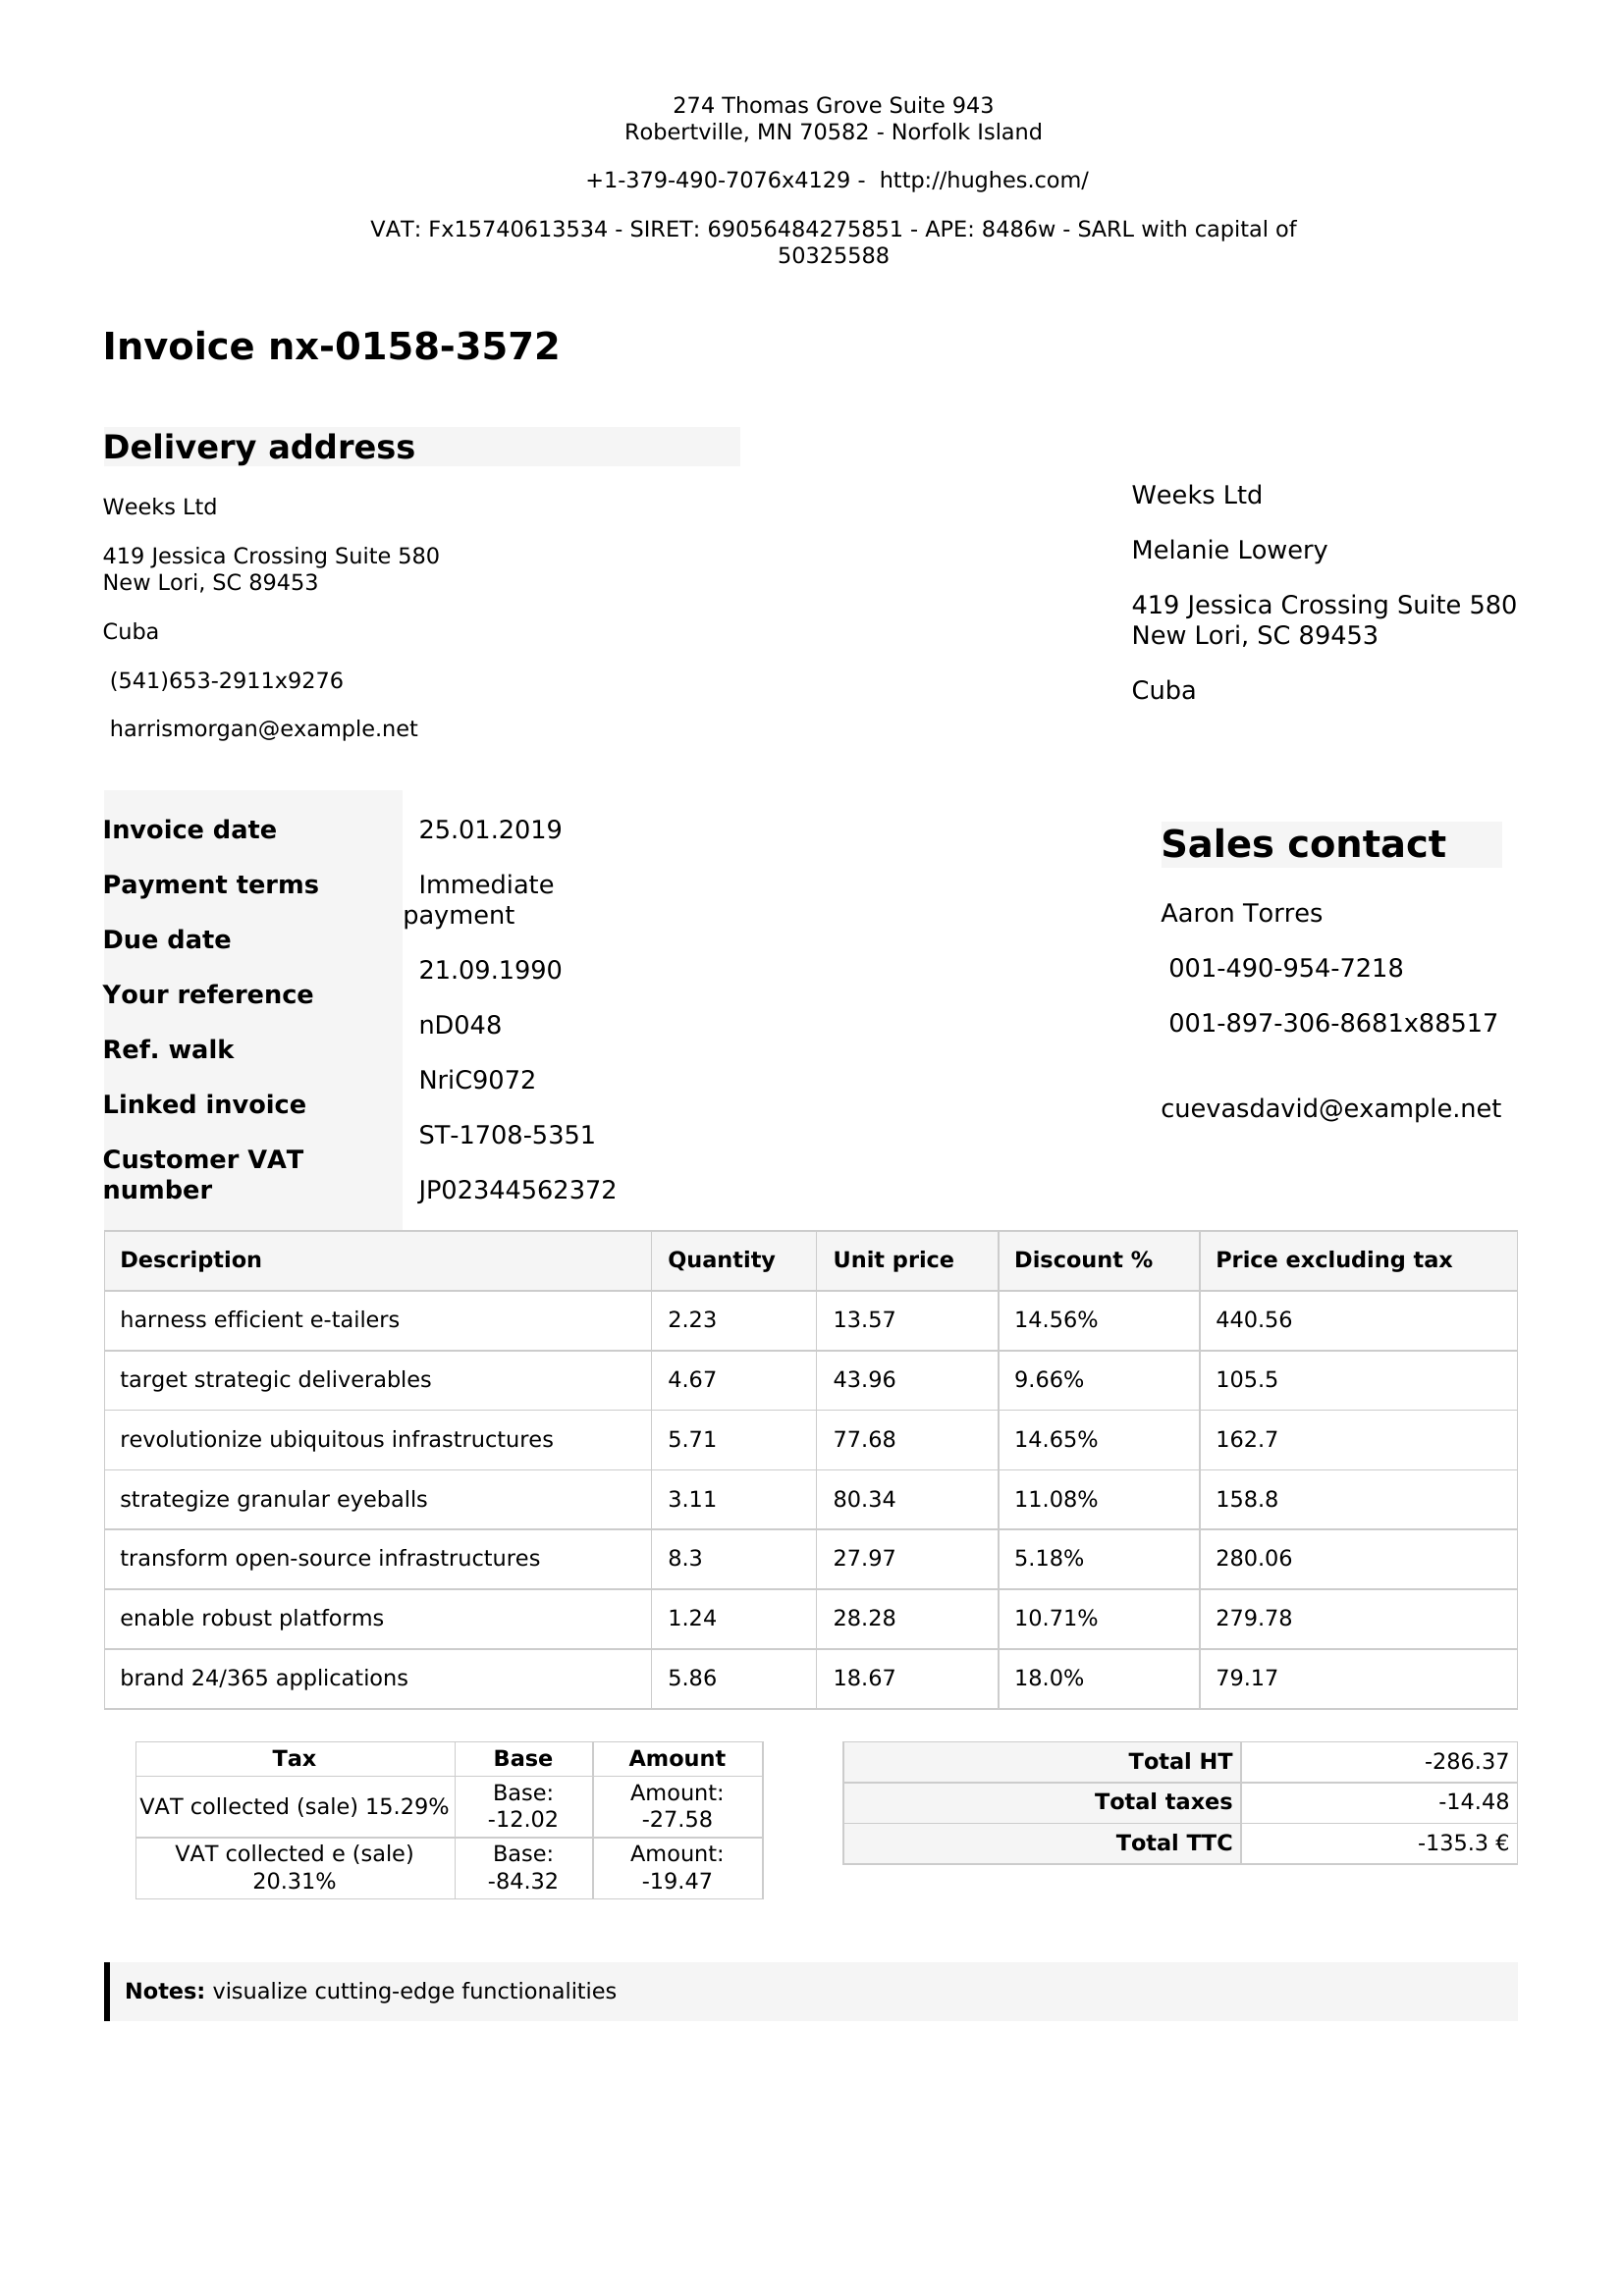 274 Thomas Grove Suite 943
Robertville, MN 70582 - Norfolk Island
+1-379-490-7076x4129 - http://hughes.com/
VAT: Fx15740613534 - SIRET: 69056484275851 - APE: 8486w - SARL with capital of
50325588
Invoice nx-0158-3572
Delivery address
Weeks Ltd
419 Jessica Crossing Suite 580
New Lori, SC 89453
Cuba
(541)653-2911x9276
harrismorgan@example.net
Weeks Ltd
Melanie Lowery
419 Jessica Crossing Suite 580
New Lori, SC 89453
Cuba
Invoice date
Payment terms
Due date
Your reference
Ref. walk
Linked invoice
Customer VAT
number
25.01.2019
Immediate
payment
21.09.1990
nD048
NriC9072
ST-1708-5351
JP02344562372
Sales contact
Aaron Torres
001-490-954-7218
001-897-306-8681x88517
cuevasdavid@example.net
Description Quantity Unit price Discount % Price excluding tax
harness efficient e-tailers 2.23 13.57 14.56% 440.56
target strategic deliverables 4.67 43.96 9.66% 105.5
revolutionize ubiquitous infrastructures 5.71 77.68 14.65% 162.7
strategize granular eyeballs 3.11 80.34 11.08% 158.8
transform open-source infrastructures 8.3 27.97 5.18% 280.06
enable robust platforms 1.24 28.28 10.71% 279.78
brand 24/365 applications 5.86 18.67 18.0% 79.17
Tax Base Amount
VAT collected (sale) 15.29% Base: -12.02 Amount: -27.58
VAT collected e (sale) 20.31% Base: -84.32 Amount: -19.47
Total HT -286.37
Total taxes -14.48
Total TTC -135.3 €
Notes: visualize cutting-edge functionalities